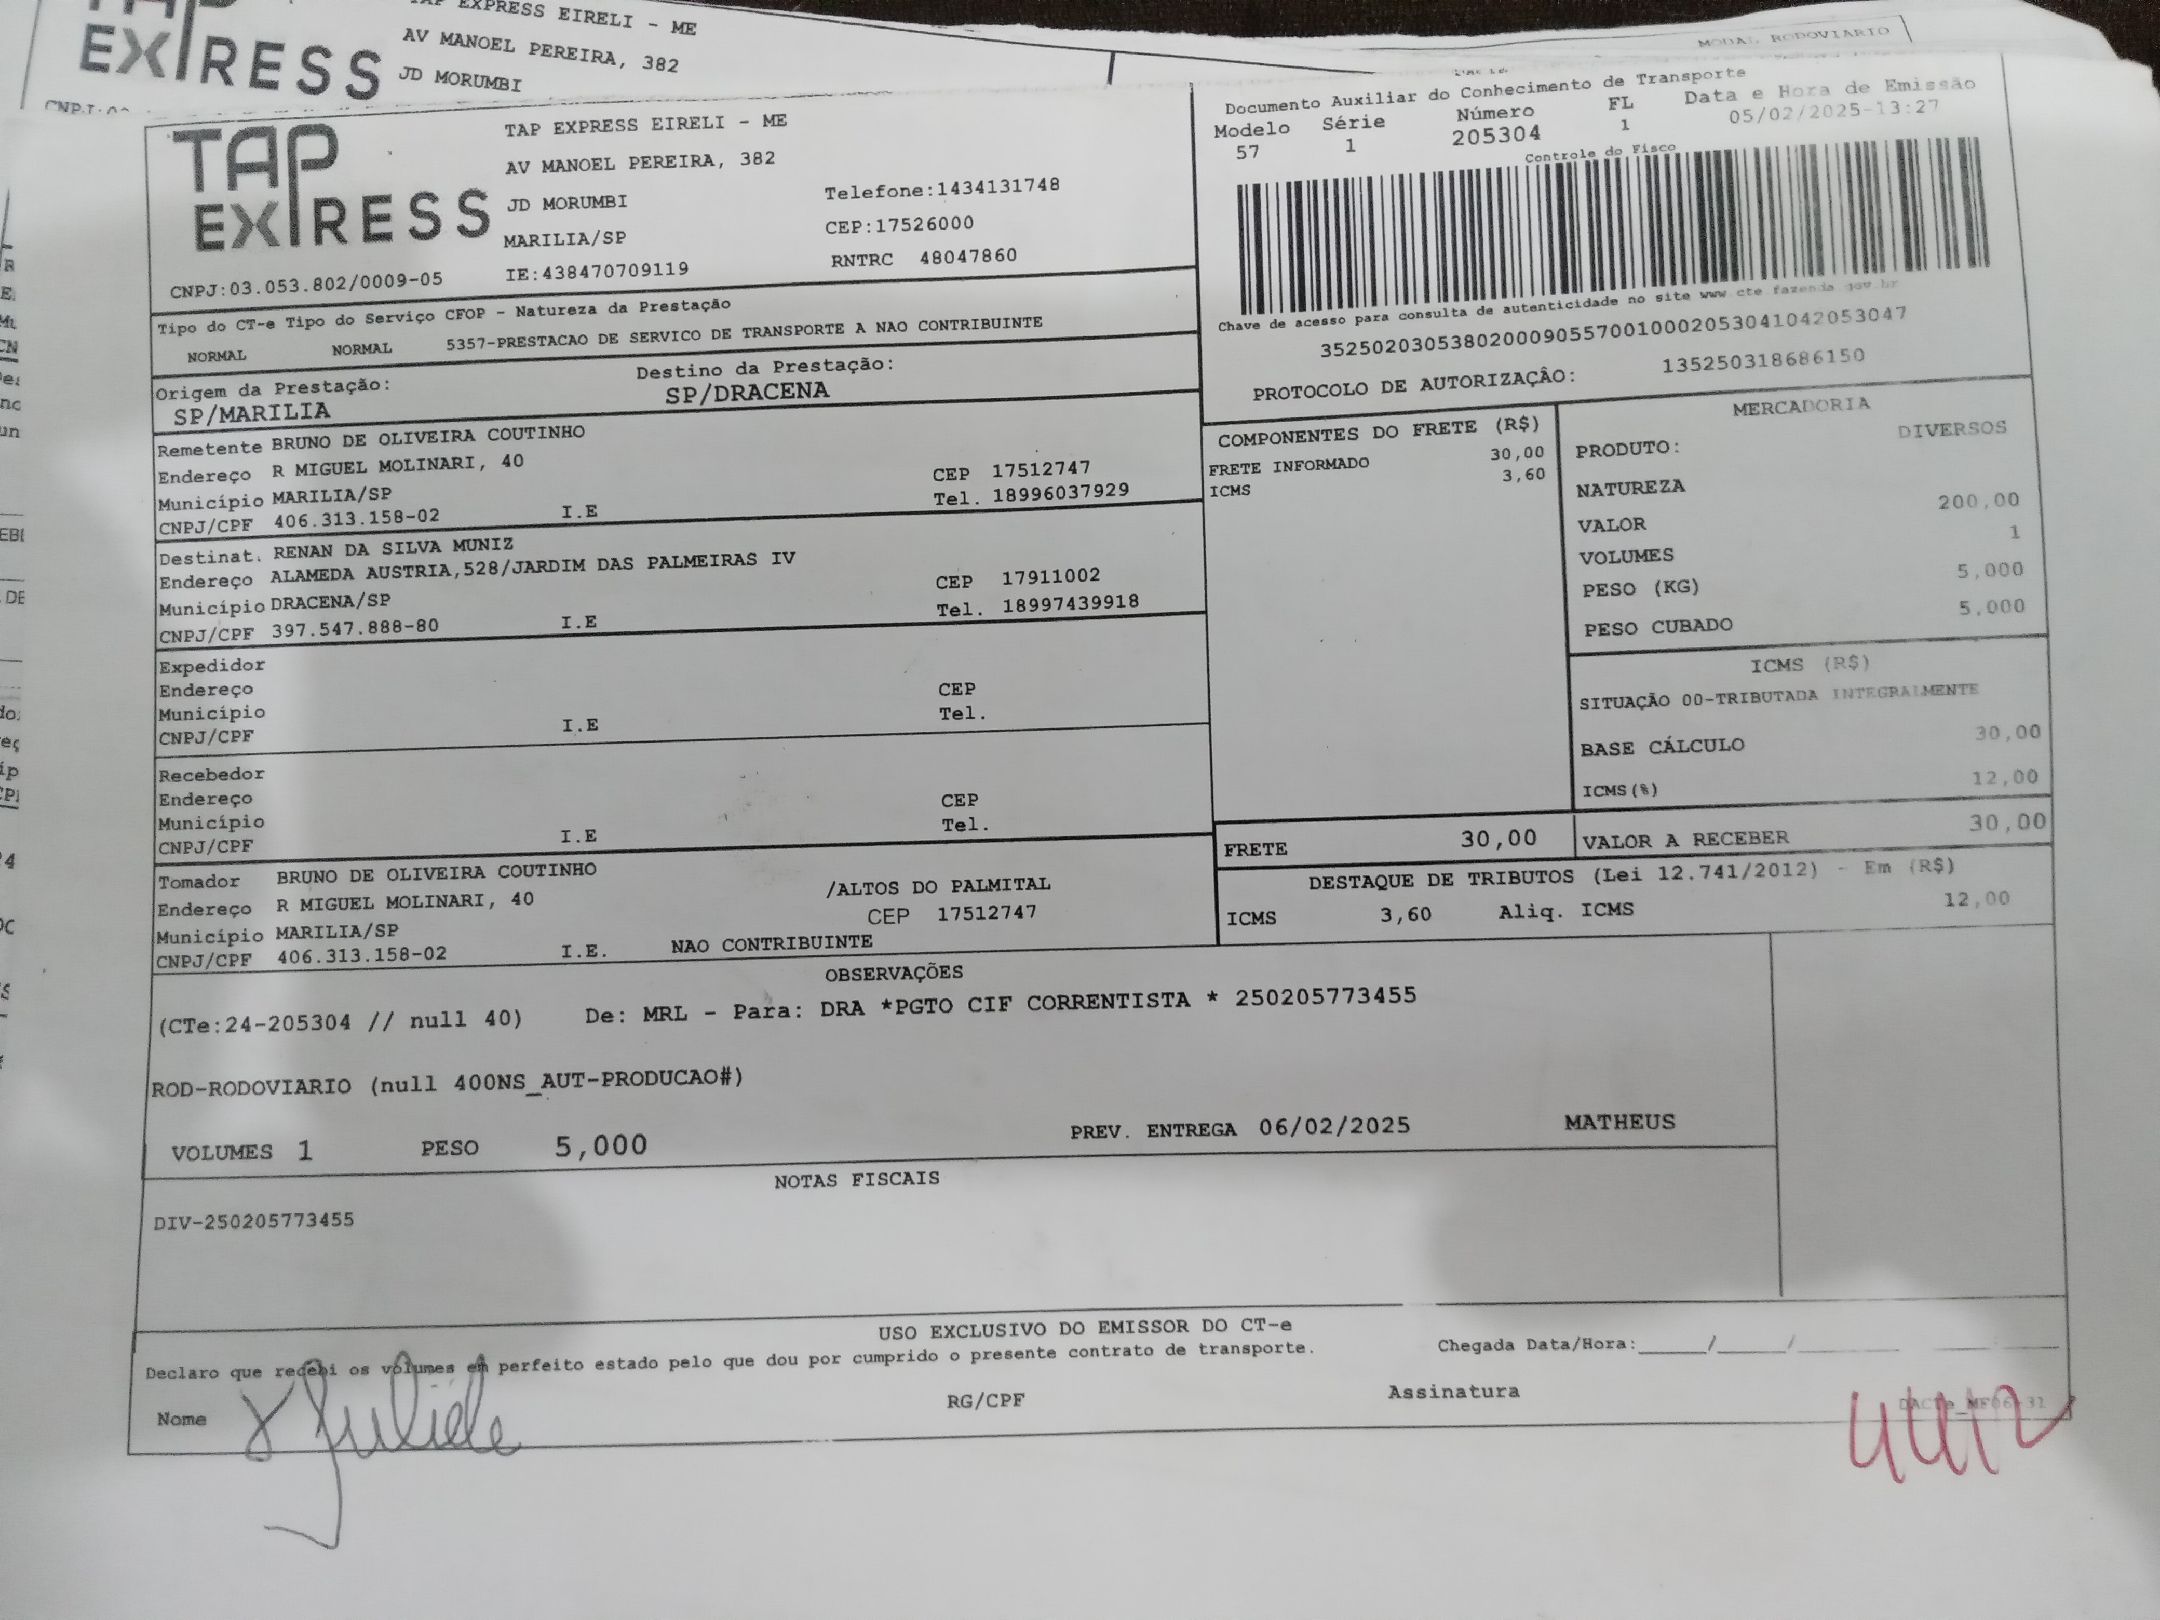 EXPRESS EIRELI - ME
AV MANOEL PEREIRA, 382
JD MORUMBI
EXPRESS
MODAL RODOVIARIO
TAP EXPRESS
TAP EXPRESS EIRELI - ME
AV MANOEL PEREIRA, 382
JD MORUMBI
Telefone:1434131748
MARILIA/SP
CEP:17526000
CNPJ:03.053.802/0009-05
IE:438470709119
RNTRC 48047860
Documento Auxiliar do Conhecimento de Transporte
Modelo Série Número FL Data e Hora de Emissão
57 1 205304 1 05/02/2025-13:27
Controle do Fisco
Chave de acesso para consulta de autenticidade no site www.cte.fazenda.gov.br
35250203053802000905570010002053041042053047
PROTOCOLO DE AUTORIZAÇÂO: 135250318686150
Tipo do CT-e Tipo do Serviço CFOP - Natureza da Prestação
NORMAL NORMAL 5357-PRESTACAO DE SERVICO DE TRANSPORTE A NAO CONTRIBUINTE
Origem da Prestação: Destino da Prestação:
SP/MARILIA SP/DRACENA
Remetente BRUNO DE OLIVEIRA COUTINHO
Endereço R MIGUEL MOLINARI, 40 CEP 17512747
Município MARILIA/SP Tel. 18996037929
CNPJ/CPF 406.313.158-02 I.E
Destinat. RENAN DA SILVA MUNIZ
Endereço ALAMEDA AUSTRIA,528/JARDIM DAS PALMEIRAS IV CEP 17911002
Município DRACENA/SP Tel. 18997439918
CNPJ/CPF 397.547.888-80 I.E
Expedidor
Endereço CEP
Município Tel.
CNPJ/CPF I.E
Recebedor
Endereço CEP
Município Tel.
CNPJ/CPF I.E
Tomador BRUNO DE OLIVEIRA COUTINHO
Endereço R MIGUEL MOLINARI, 40 /ALTOS DO PALMITAL
Município MARILIA/SP CEP 17512747
CNPJ/CPF 406.313.158-02 I.E. NAO CONTRIBUINTE
COMPONENTES DO FRETE (R$)
FRETE INFORMADO 30,00
ICMS 3,60
MERCADORIA
PRODUTO: DIVERSOS
NATUREZA
VALOR 200,00
VOLUMES 1
PESO (KG) 5,000
PESO CUBADO 5,000
ICMS (R$)
SITUAÇÃO 00-TRIBUTADA INTEGRALMENTE
BASE CÁLCULO 30,00
ICMS(%) 12,00
FRETE 30,00 VALOR A RECEBER 30,00
DESTAQUE DE TRIBUTOS (Lei 12.741/2012) - Em (R$)
ICMS 3,60 Aliq. ICMS 12,00
OBSERVAÇÕES
(CTe:24-205304 // null 40) De: MRL - Para: DRA *PGTO CIF CORRENTISTA * 250205773455
ROD-RODOVIARIO (null 400NS_AUT-PRODUCAO#)
VOLUMES 1 PESO 5,000 PREV. ENTREGA 06/02/2025 MATHEUS
NOTAS FISCAIS
DIV-250205773455
USO EXCLUSIVO DO EMISSOR DO CT-e
Declaro que recebi os volumes em perfeito estado pelo que dou por cumprido o presente contrato de transporte.
Chegada Data/Hora:____/____/____
Nome RG/CPF Assinatura